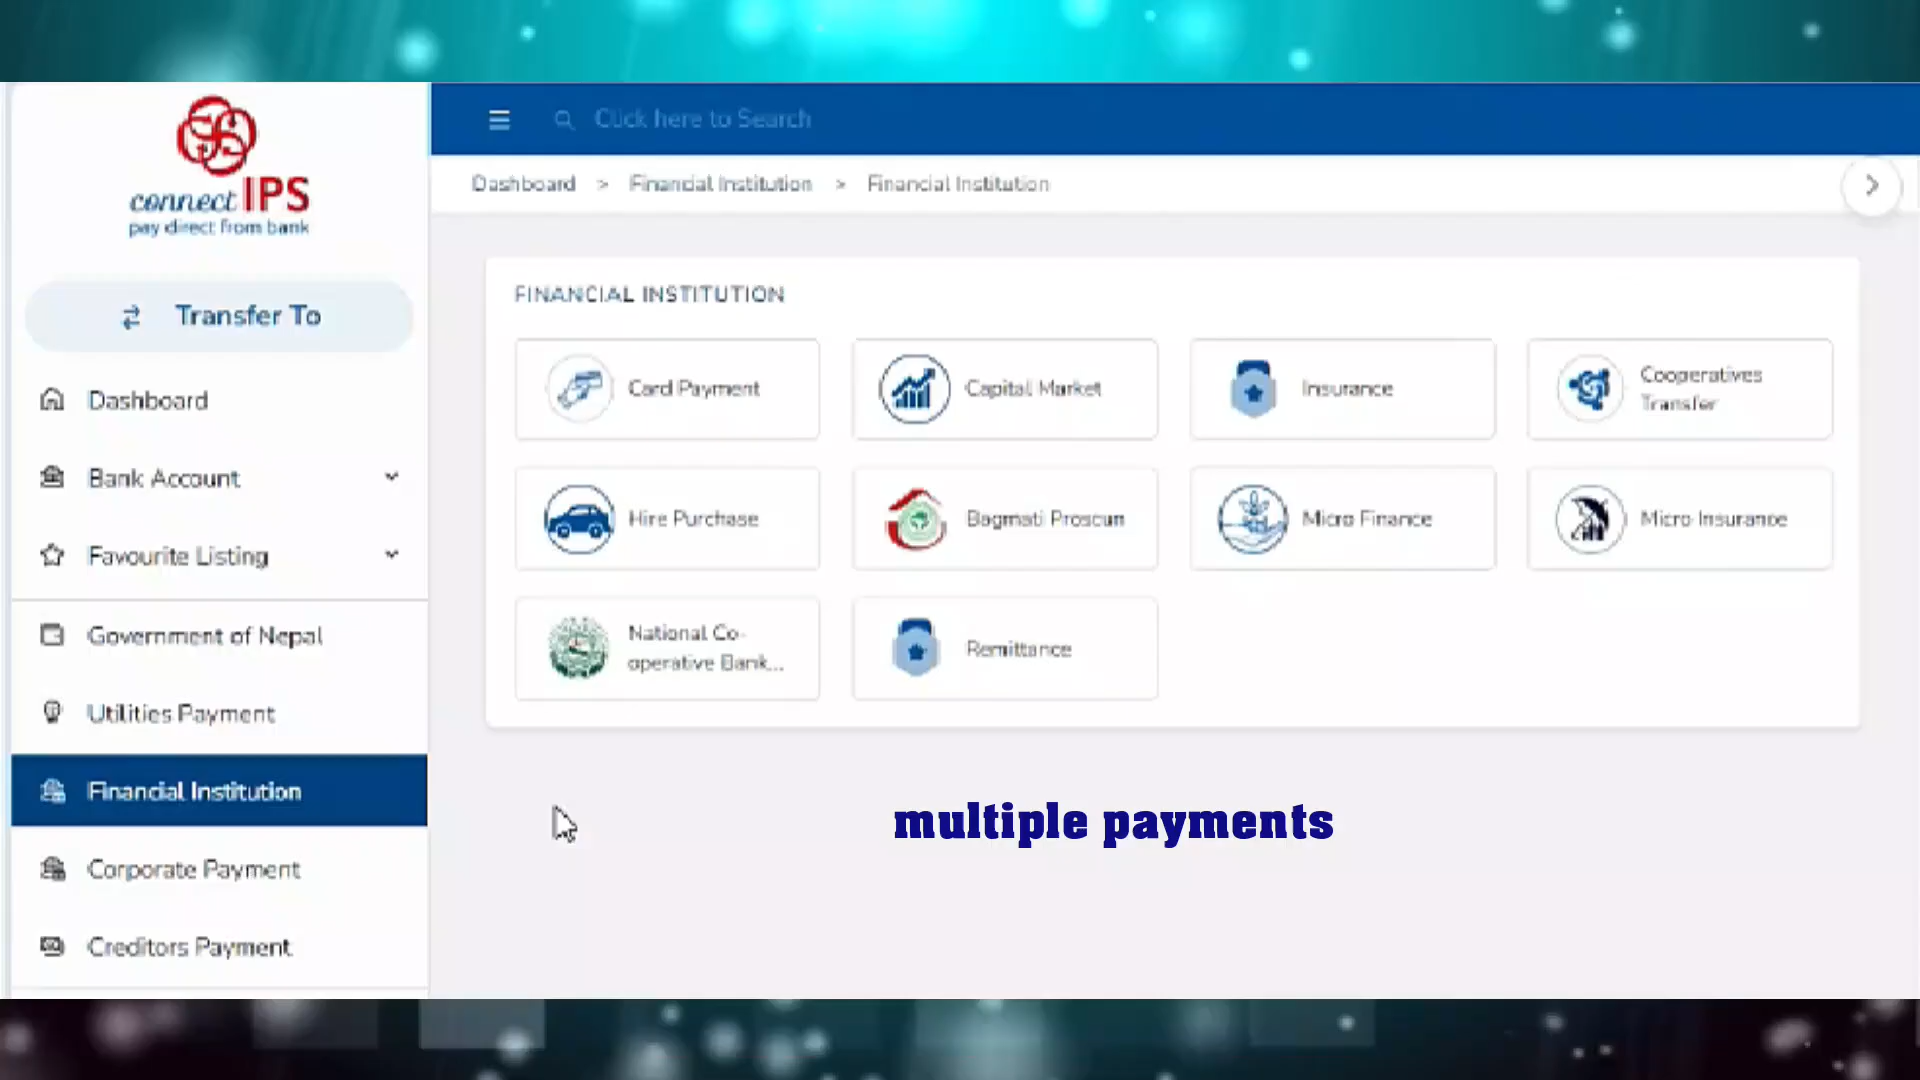 connectIPS
pay direct from bank
Transfer To
Dashboard
Bank Account
Favourite Listing
Government of Nepal
Utilities Payment
Financial Institution
Corporate Payment
Creditors Payment
Click here to Search
Dashboard > Financial Institution > Financial Institution
FINANCIAL INSTITUTION
Card Payment
Capital Market
Insurance
Cooperatives
Transfer
Hire Purchase
Bagmati Proscun
Micro Finance
Micro Insurance
National Co-
operative Bank...
Remittance
multiple payments